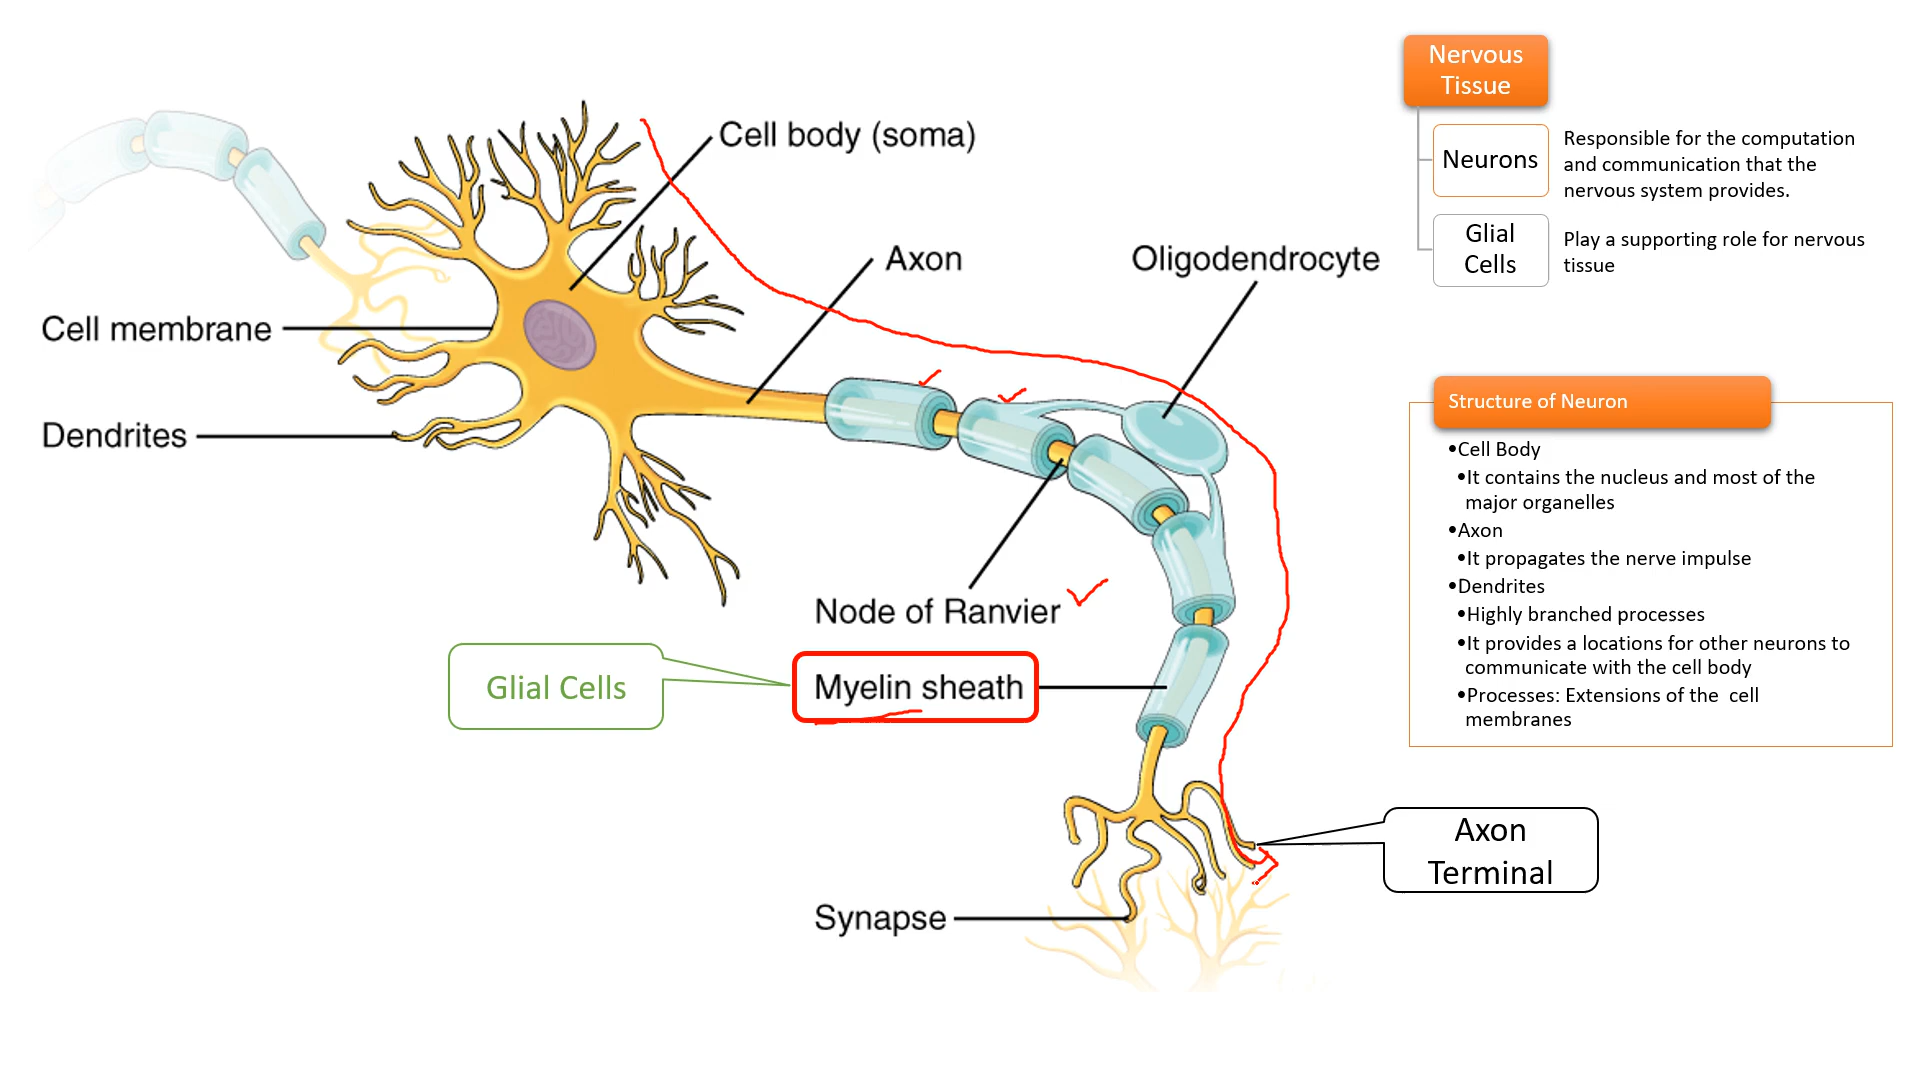 Cell body (soma)
Axon
Oligodendrocyte
Cell membrane
Dendrites
Node of Ranvier
Glial Cells
Myelin sheath
Synapse
Axon
Terminal
Nervous
Tissue
Neurons
Responsible for the computation
and communication that the
nervous system provides.
Glial
Cells
Play a supporting role for nervous
tissue
Structure of Neuron
•Cell Body
•It contains the nucleus and most of the
major organelles
•Axon
•It propagates the nerve impulse
•Dendrites
•Highly branched processes
•It provides a locations for other neurons to
communicate with the cell body
•Processes: Extensions of the cell
membranes